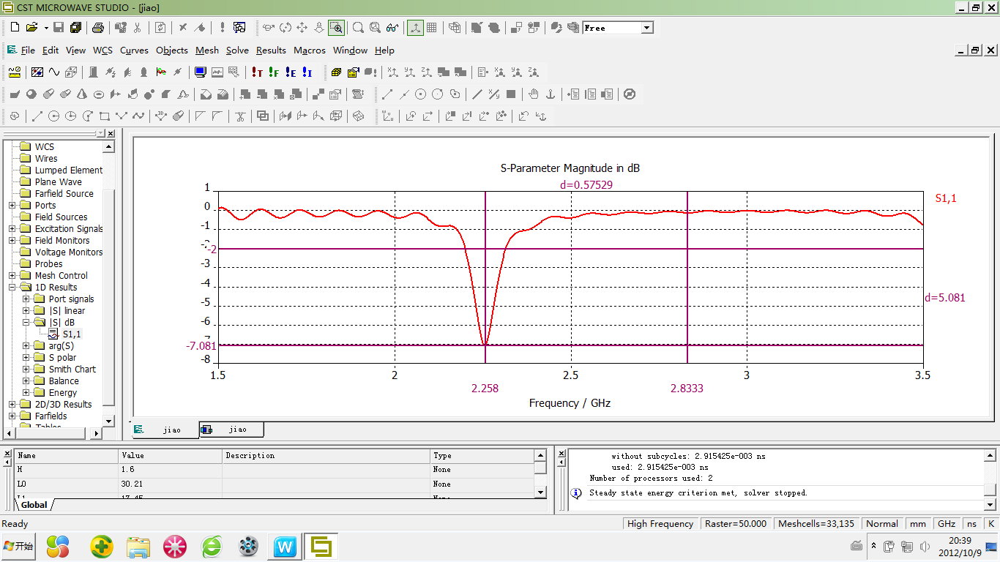 CST MICROWAVE STUDIO - [jiao]
Free
File Edit View WCS Curves Objects Mesh Solve Results Macros Window Help
!T !F !E !I
WCS
Wires
Lumped Element
Plane Wave
Farfield Source
Ports
Field Sources
Excitation Signals
Field Monitors
Voltage Monitors
Probes
Mesh Control
1D Results
Port signals
|S| linear
|S| dB
S1,1
arg(S)
S polar
Smith Chart
Balance
Energy
2D/3D Results
Farfields
Tables
S-Parameter Magnitude in dB
d=0.57529
S1,1
1
0
-1
-2
-3
-4
-5
-6
-7.081
-8
d=5.081
1.5 2 2.5 3 3.5
2.258 2.8333
Frequency / GHz
jiao jiao
Name Value Description Type
H 1.6 None
L0 30.21 None
Global
without subcycles: 2.915425e-003 ns
used: 2.915425e-003 ns
Number of processors used: 2
Steady state energy criterion met, solver stopped.
Ready High Frequency Raster=50.000 Meshcells=33,135 Normal mm GHz ns K
开始 20:39
2012/10/9